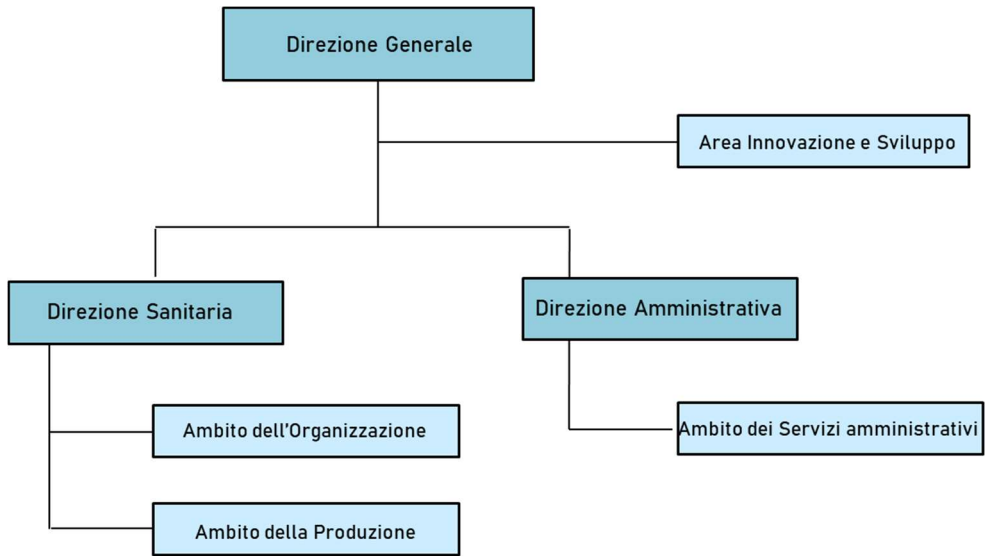 Direzione Generale
Area Innovazione e Sviluppo
Direzione Sanitaria
Direzione Amministrativa
Ambito dell'Organizzazione
Ambito dei Servizi amministrativi
Ambito della Produzione